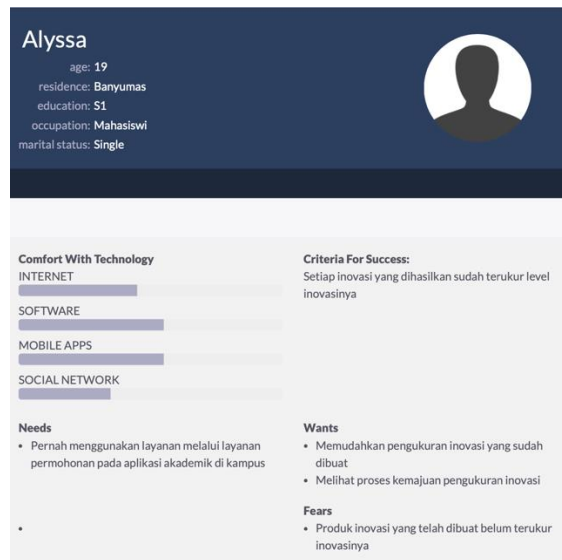 Alyssa
age: 19
residence: Banyumas
education: S1
occupation: Mahasiswi
marital status: Single
Comfort With Technology
INTERNET
SOFTWARE
MOBILE APPS
SOCIAL NETWORK
Criteria For Success:
Setiap inovasi yang dihasilkan sudah terukur level
inovasinya
Needs
• Pernah menggunakan layanan melalui layanan
permohonan pada aplikasi akademik di kampus
•
Wants
• Memudahkan pengukuran inovasi yang sudah
dibuat
• Melihat proses kemajuan pengukuran inovasi
Fears
• Produk inovasi yang telah dibuat belum terukur
inovasinya